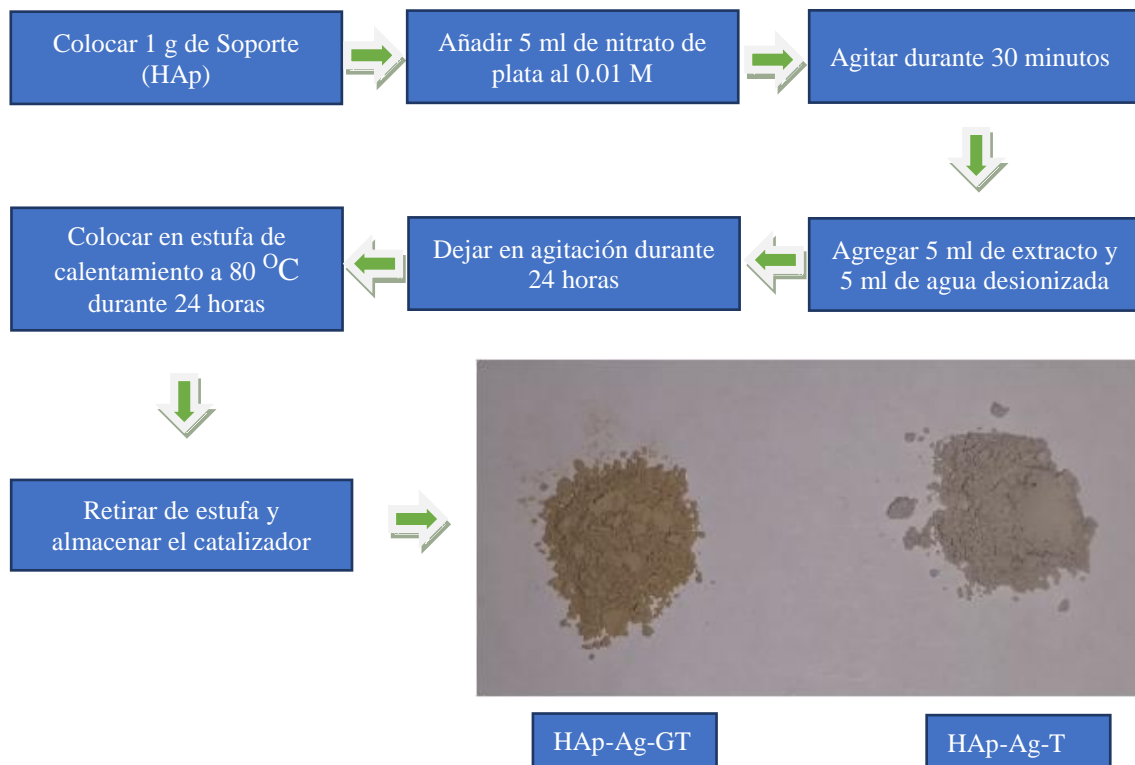 Colocar 1 g de Soporte
(HAp)
Añadir 5 ml de nitrato de
plata al 0.01 M
Agitar durante 30 minutos
Agregar 5 ml de extracto y
5 ml de agua desionizada
Dejar en agitación durante
24 horas
Colocar en estufa de
calentamiento a 80 ᴼC
durante 24 horas
Retirar de estufa y
almacenar el catalizador
HAp-Ag-GT
HAp-Ag-T